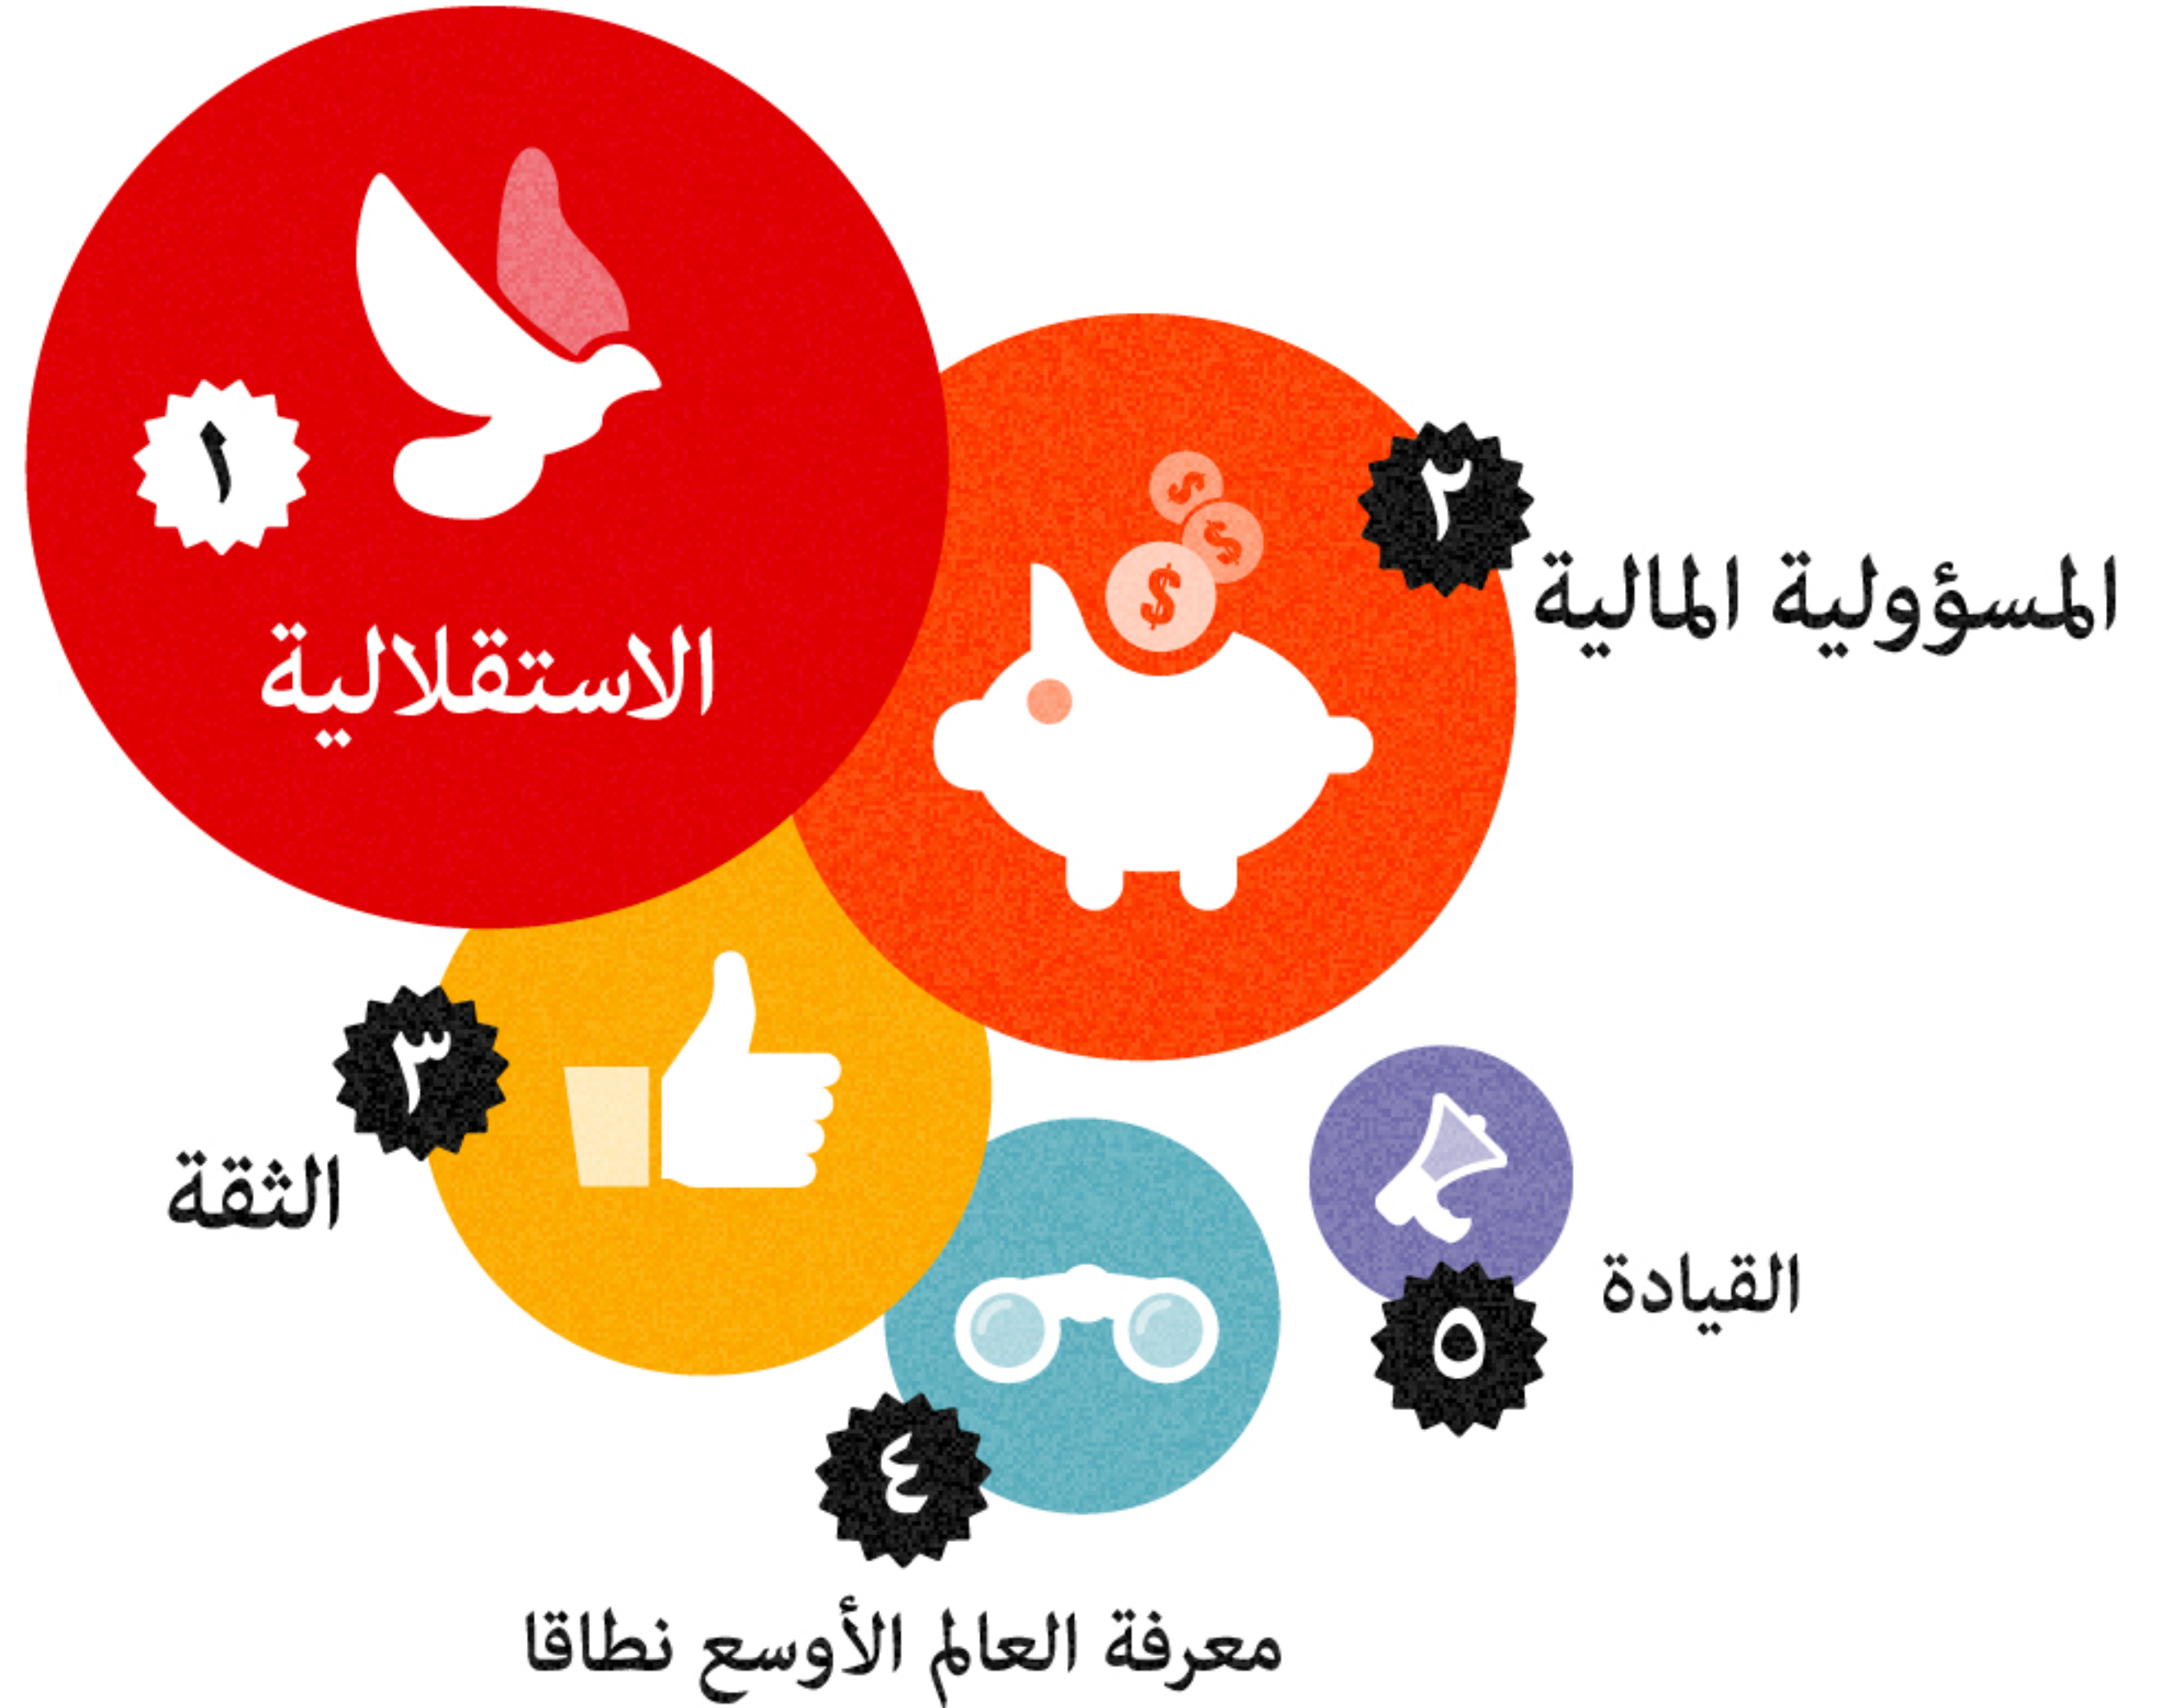 ١
الاستقلالية
٢
المسؤولية المالية
$
$
$
٣
الثقة
٤
معرفة العالم الأوسع نطاقا
٥
القيادة